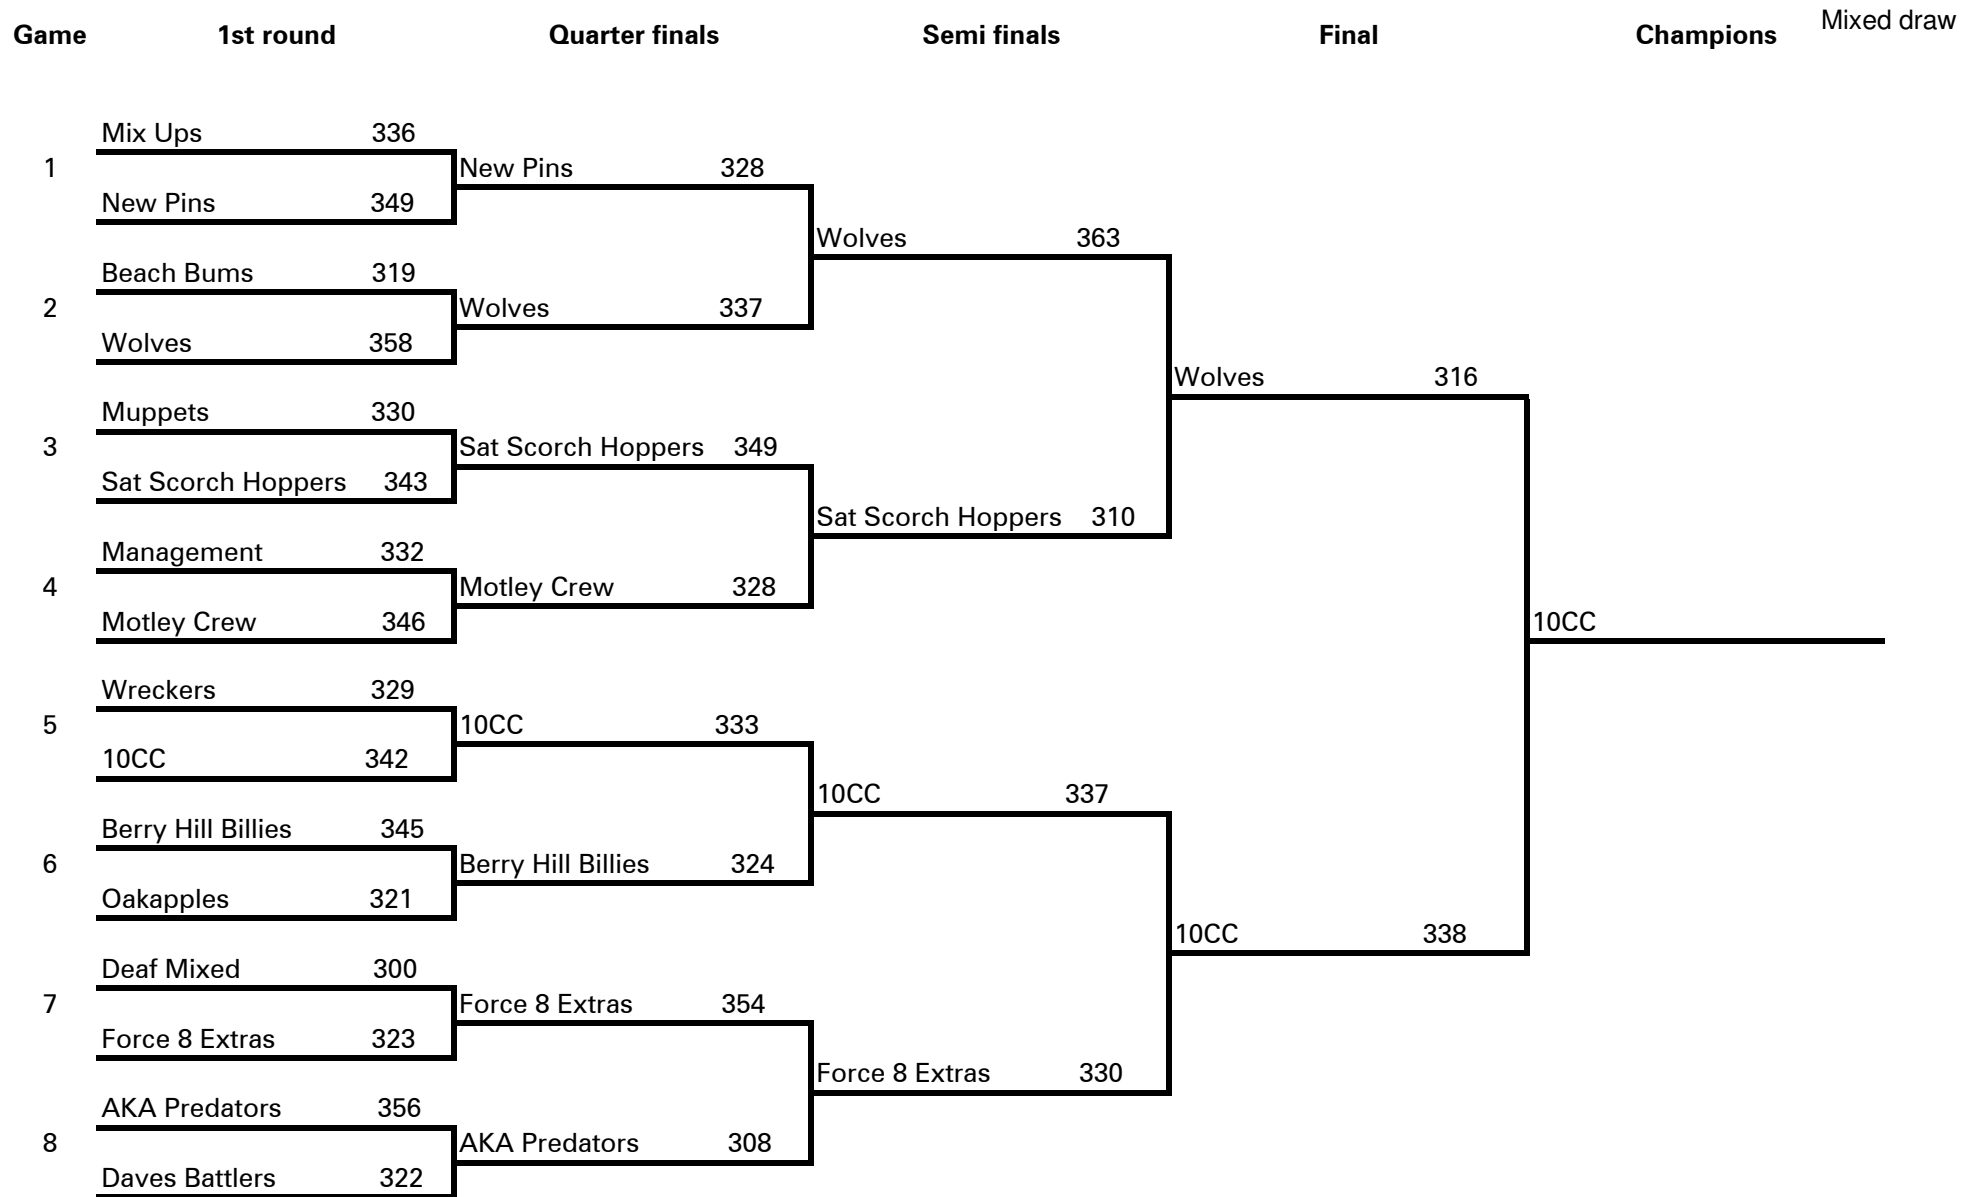 Mixed draw
Game 1st round Quarter finals Semi finals Final Champions
Mix Ups 336
1 New Pins 328
New Pins 349
Wolves 363
Beach Bums 319
2 Wolves 337
Wolves 358
Wolves 316
Muppets 330
3 Sat Scorch Hoppers 349
Sat Scorch Hoppers 343
Sat Scorch Hoppers 310
Management 332
4 Motley Crew 328
Motley Crew 346
10CC
Wreckers 329
5 10CC 333
10CC 342
10CC 337
Berry Hill Billies 345
6 Berry Hill Billies 324
Oakapples 321
10CC 338
Deaf Mixed 300
7 Force 8 Extras 354
Force 8 Extras 323
Force 8 Extras 330
AKA Predators 356
8 AKA Predators 308
Daves Battlers 322